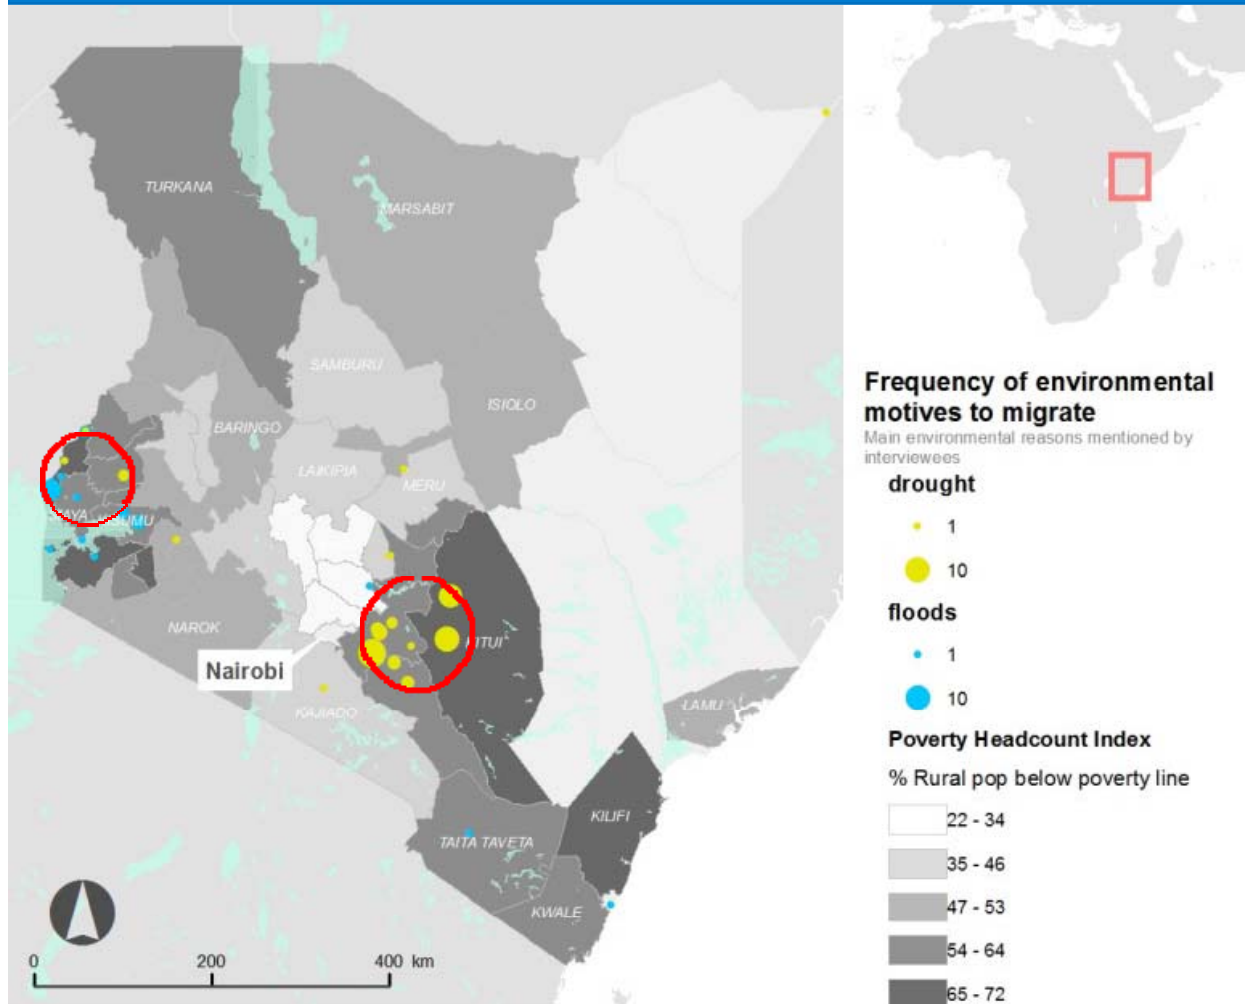 TURKANA
MARSABIT
SAMBURU
ISIOLO
BARINGO
LAIKIPIA
MERU
NAROK
Nairobi
KITUI
KAJIADO
LAMU
KILIFI
TAITA TAVETA
KWALE
0 200 400 km
Frequency of environmental
motives to migrate
Main environmental reasons mentioned by
interviewees
drought
1
10
floods
1
10
Poverty Headcount Index
% Rural pop below poverty line
22 - 34
35 - 46
47 - 53
54 - 64
65 - 72